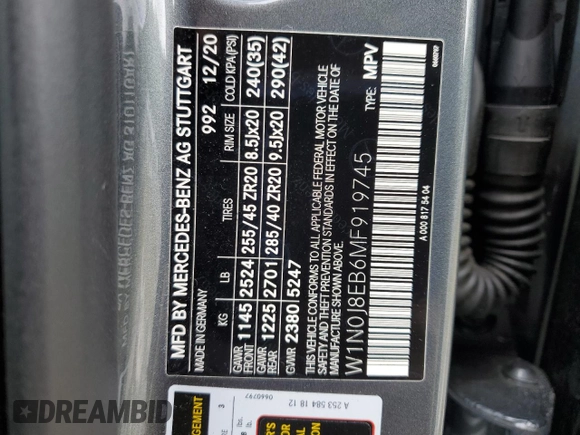 MFD BY MERCEDES-BENZ AG STUTTGART
MADE IN GERMANY 992 12/20
KG LB TIRES RIM SIZE COLD KPA(PSI)
GAWR FRONT 1145 2524 255/45 ZR20 8.5Jx20 240(35)
GAWR REAR 1225 2701 285/40 ZR20 9.5Jx20 290(42)
GVWR 2380 5247
THIS VEHICLE CONFORMS TO ALL APPLICABLE FEDERAL MOTOR VEHICLE
SAFETY AND THEFT PREVENTION STANDARDS IN EFFECT ON THE DATE OF
MANUFACTURE SHOWN ABOVE.
W1N0J8EB6MF919745 TYPE: MPV
A 000 817 54 04
0660797
A 253 584 18 12
0660797
3
DREAMBID